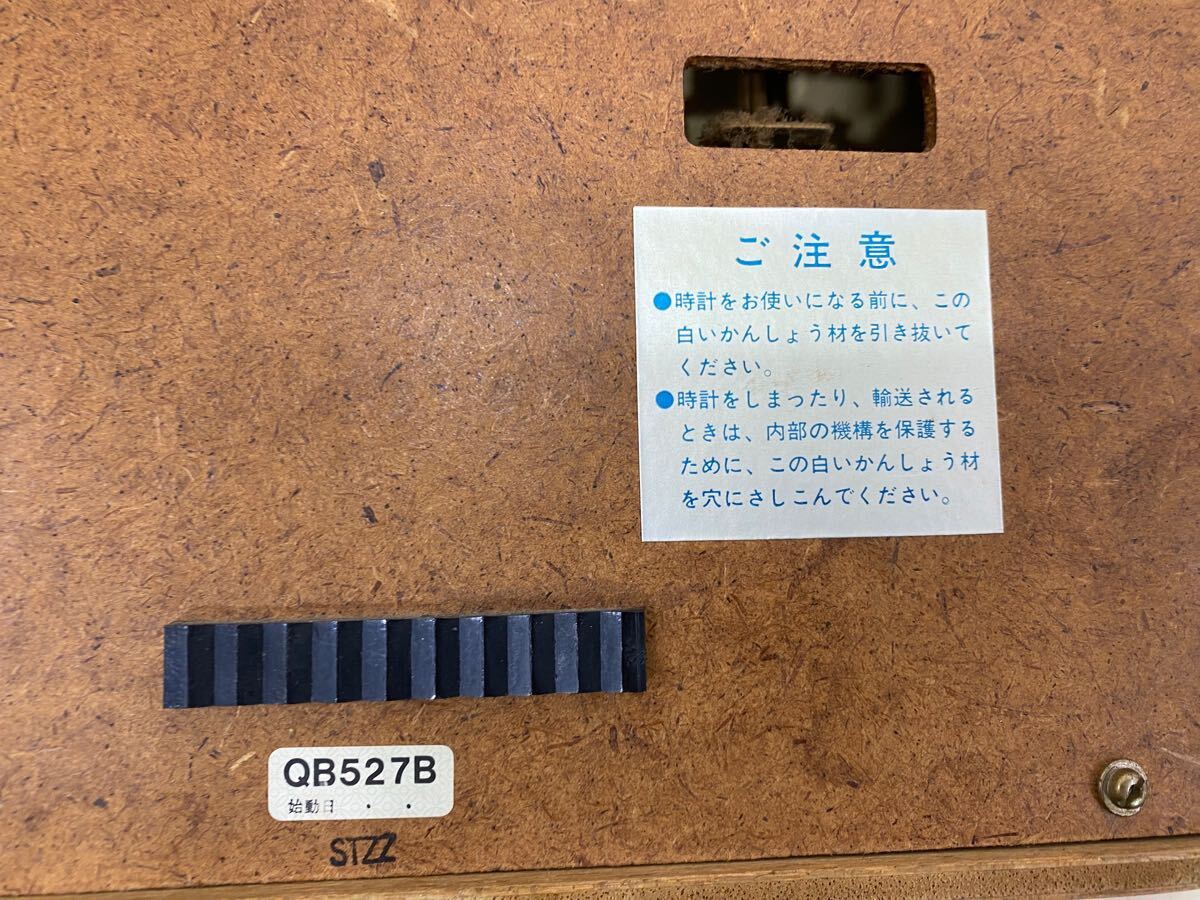 ご注意
●時計をお使いになる前に、この
白いかんしょう材を引き抜いて
ください。
●時計をしまったり、輸送される
ときは、内部の機構を保護する
ために、この白いかんしょう材
を穴にさしこんでください。
QB527B
始動日 ・ ・
STZZ